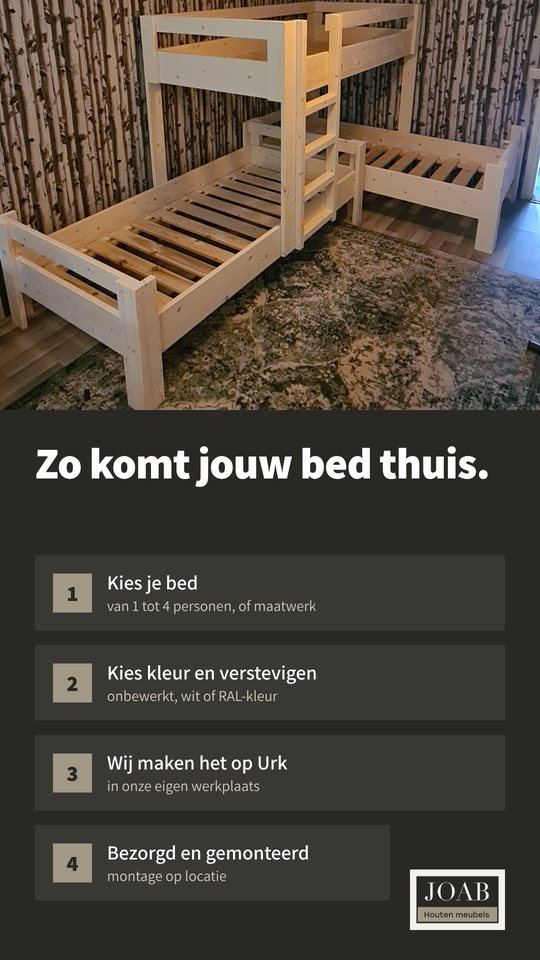 Zo komt jouw bed thuis.
1
Kies je bed
van 1 tot 4 personen, of maatwerk
2
Kies kleur en verstevigen
onbewerkt, wit of RAL-kleur
3
Wij maken het op Urk
in onze eigen werkplaats
4
Bezorgd en gemonteerd
montage op locatie
JOAB
Houten meubels